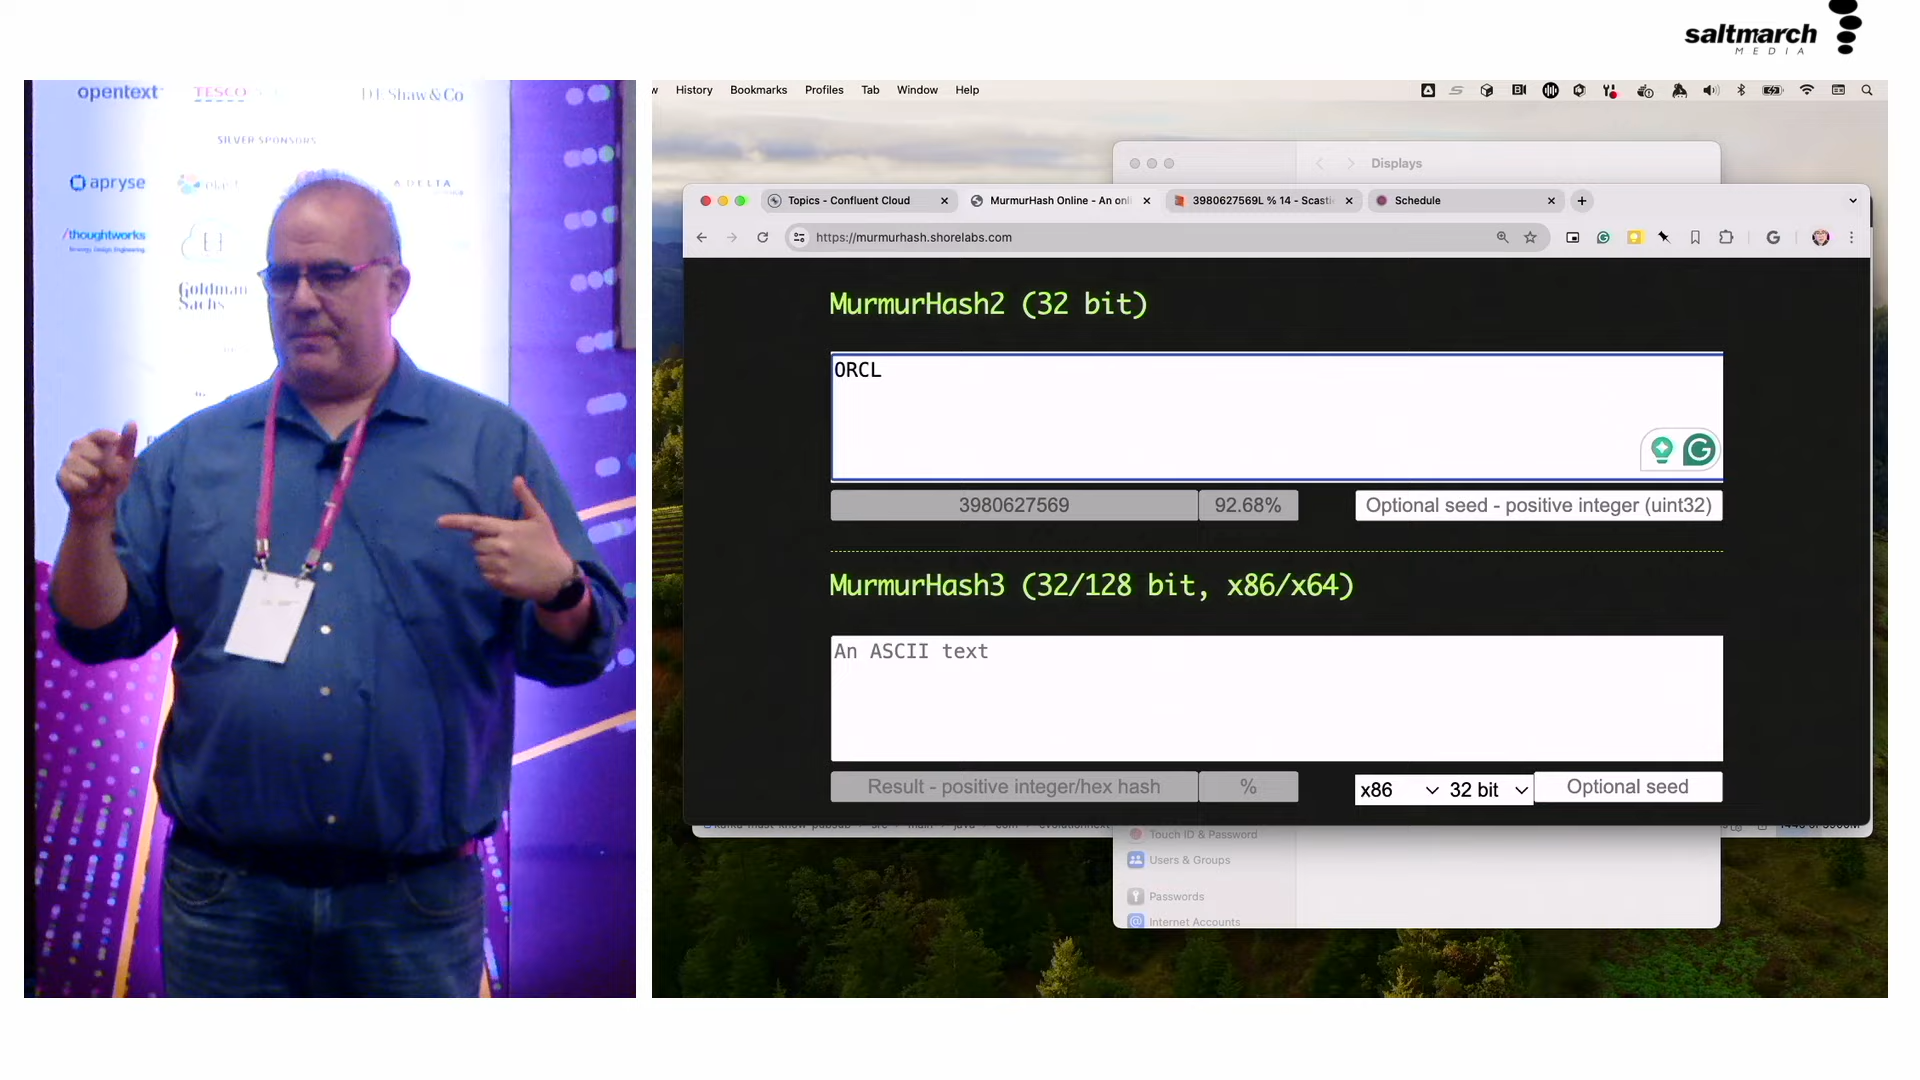 saltmarch
MEDIA
opentext
TESCO
DE Shaw & Co
SILVER SPONSORS
apryse
DELTA
/thoughtworks
Goldman
Sachs
History Bookmarks Profiles Tab Window Help
Displays
Topics - Confluent Cloud
MurmurHash Online - An onl
3980627569L % 14 - Scasti
Schedule
https://murmurhash.shorelabs.com
MurmurHash2 (32 bit)
ORCL
3980627569 92.68% Optional seed - positive integer (uint32)
MurmurHash3 (32/128 bit, x86/x64)
An ASCII text
Result - positive integer/hex hash % x86 32 bit Optional seed
Touch ID & Password
Users & Groups
Passwords
Internet Accounts